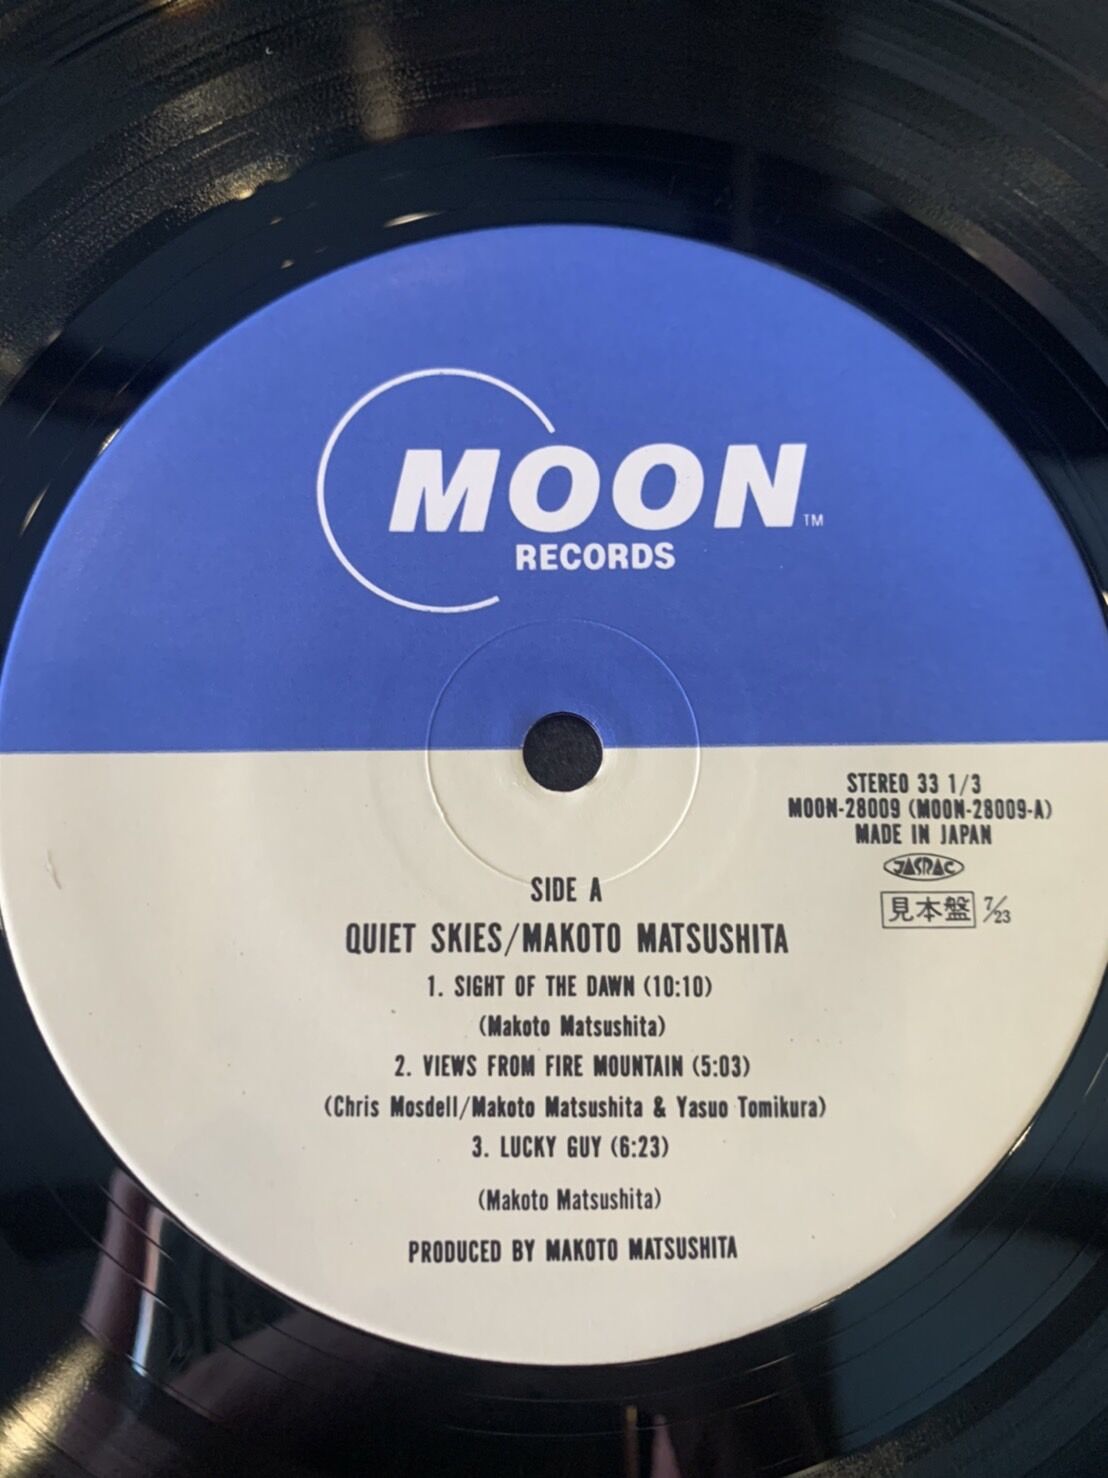 MOON™
RECORDS
STEREO 33 1/3
MOON-28009 (MOON-28009-A)
MADE IN JAPAN
JASRAC
見本盤 7/23
SIDE A
QUIET SKIES/MAKOTO MATSUSHITA
1. SIGHT OF THE DAWN (10:10)
(Makoto Matsushita)
2. VIEWS FROM FIRE MOUNTAIN (5:03)
(Chris Mosdell/Makoto Matsushita & Yasuo Tomikura)
3. LUCKY GUY (6:23)
(Makoto Matsushita)
PRODUCED BY MAKOTO MATSUSHITA